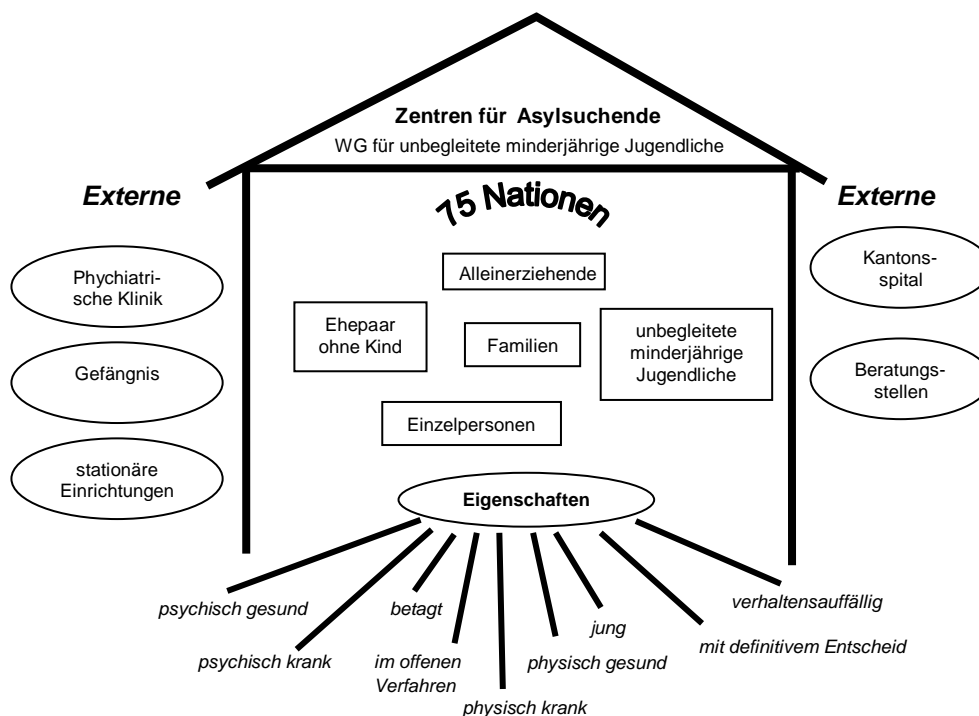 Zentren für Asylsuchende
WG für unbegleitete minderjährige Jugendliche
Externe
Externe
75 Nationen
Phychiatri-
sche Klinik
Gefängnis
stationäre
Einrichtungen
Alleinerziehende
Ehepaar
ohne Kind
Familien
unbegleitete
minderjährige
Jugendliche
Einzelpersonen
Kantons-
spital
Beratungs-
stellen
Eigenschaften
psychisch gesund
psychisch krank
betagt
im offenen
Verfahren
physisch krank
physisch gesund
jung
mit definitivem Entscheid
verhaltensauffällig